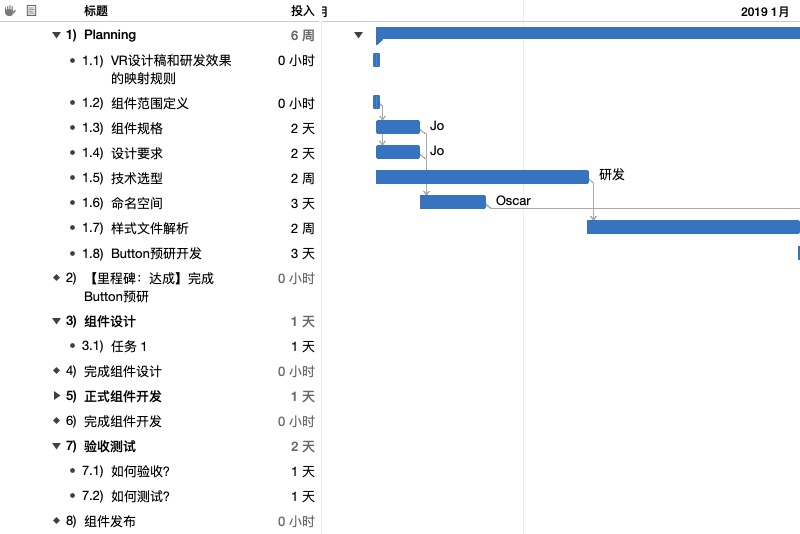 标题 投入 月 2019 1月
1) Planning 6 周
1.1) VR设计稿和研发效果 0 小时
的映射规则
1.2) 组件范围定义 0 小时
1.3) 组件规格 2 天 Jo
1.4) 设计要求 2 天 Jo
1.5) 技术选型 2 周 研发
1.6) 命名空间 3 天 Oscar
1.7) 样式文件解析 2 周
1.8) Button预研开发 3 天
2) 【里程碑：达成】完成 0 小时
Button预研
3) 组件设计 1 天
3.1) 任务 1 1 天
4) 完成组件设计 0 小时
5) 正式组件开发 1 天
6) 完成组件开发 0 小时
7) 验收测试 2 天
7.1) 如何验收? 1 天
7.2) 如何测试? 1 天
8) 组件发布 0 小时